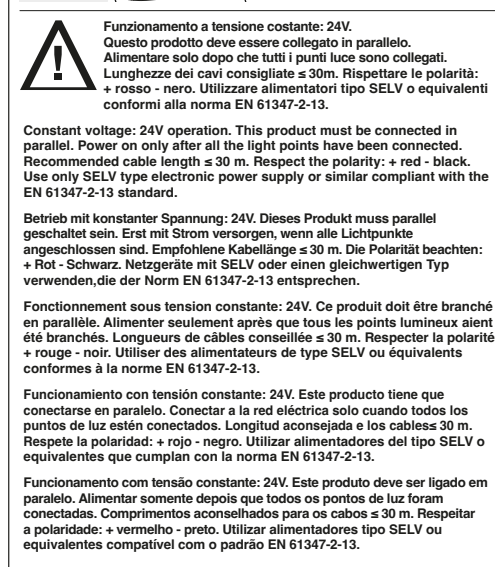 Funzionamento a tensione costante: 24V.
Questo prodotto deve essere collegato in parallelo.
Alimentare solo dopo che tutti i punti luce sono collegati.
Lunghezze dei cavi consigliate ≤ 30m. Rispettare le polarità:
+ rosso - nero. Utilizzare alimentatori tipo SELV o equivalenti
conformi alla norma EN 61347-2-13.
Constant voltage: 24V operation. This product must be connected in
parallel. Power on only after all the light points have been connected.
Recommended cable length ≤ 30 m. Respect the polarity: + red - black.
Use only SELV type electronic power supply or similar compliant with the
EN 61347-2-13 standard.
Betrieb mit konstanter Spannung: 24V. Dieses Produkt muss parallel
geschaltet sein. Erst mit Strom versorgen, wenn alle Lichtpunkte
angeschlossen sind. Empfohlene Kabellänge ≤ 30 m. Die Polarität beachten:
+ Rot - Schwarz. Netzgeräte mit SELV oder einen gleichwertigen Typ
verwenden,die der Norm EN 61347-2-13 entsprechen.
Fonctionnement sous tension constante: 24V. Ce produit doit être branché
en parallèle. Alimenter seulement après que tous les points lumineux aient
été branchés. Longueurs de câbles conseillée ≤ 30 m. Respecter la polarité
+ rouge - noir. Utiliser des alimentateurs de type SELV ou équivalents
conformes à la norme EN 61347-2-13.
Funcionamiento con tensión constante: 24V. Este producto tiene que
conectarse en paralelo. Conectar a la red eléctrica solo cuando todos los
puntos de luz estén conectados. Longitud aconsejada e los cables≤ 30 m.
Respete la polaridad: + rojo - negro. Utilizar alimentadores del tipo SELV o
equivalentes que cumplan con la norma EN 61347-2-13.
Funcionamento com tensão constante: 24V. Este produto deve ser ligado em
paralelo. Alimentar somente depois que todos os pontos de luz foram
conectadas. Comprimentos aconselhados para os cabos ≤ 30 m. Respeitar
a polaridade: + vermelho - preto. Utilizar alimentadores tipo SELV ou
equivalentes compatível com o padrão EN 61347-2-13.